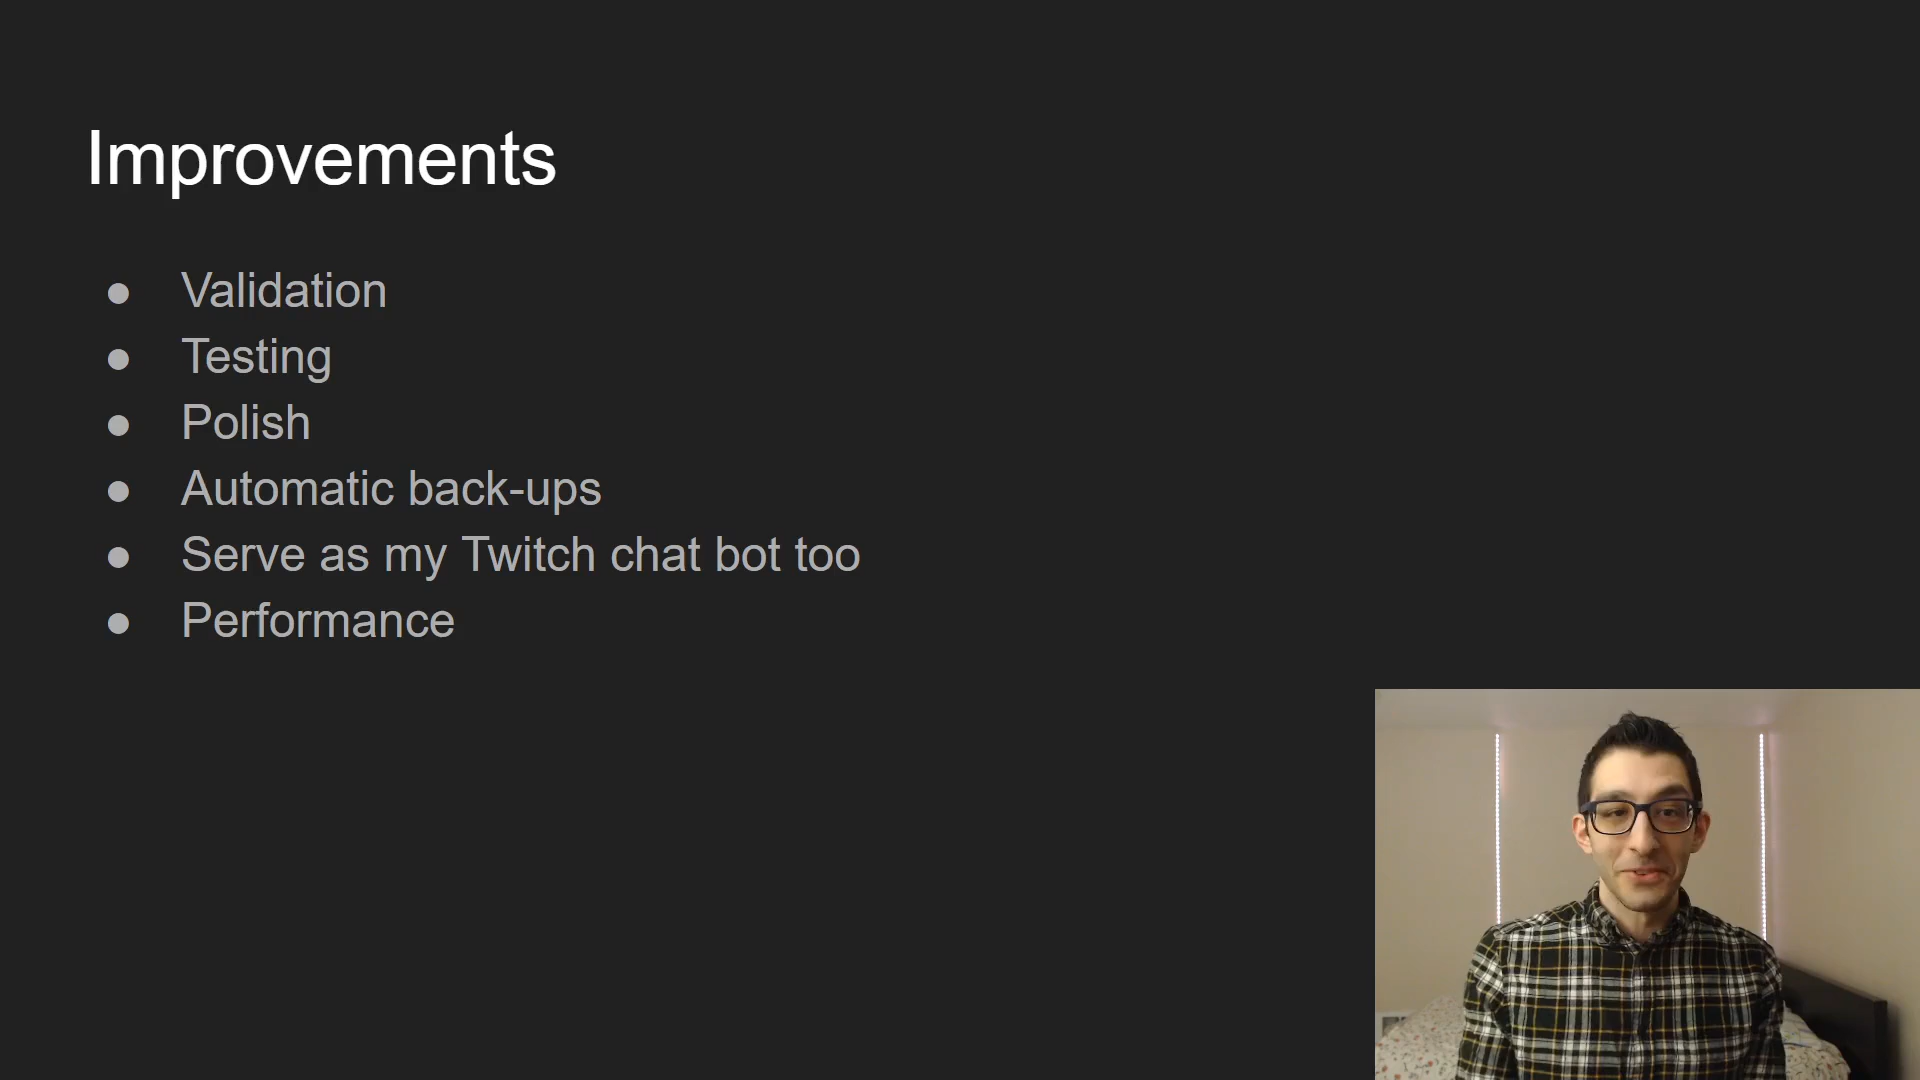 Improvements
● Validation
● Testing
● Polish
● Automatic back-ups
● Serve as my Twitch chat bot too
● Performance